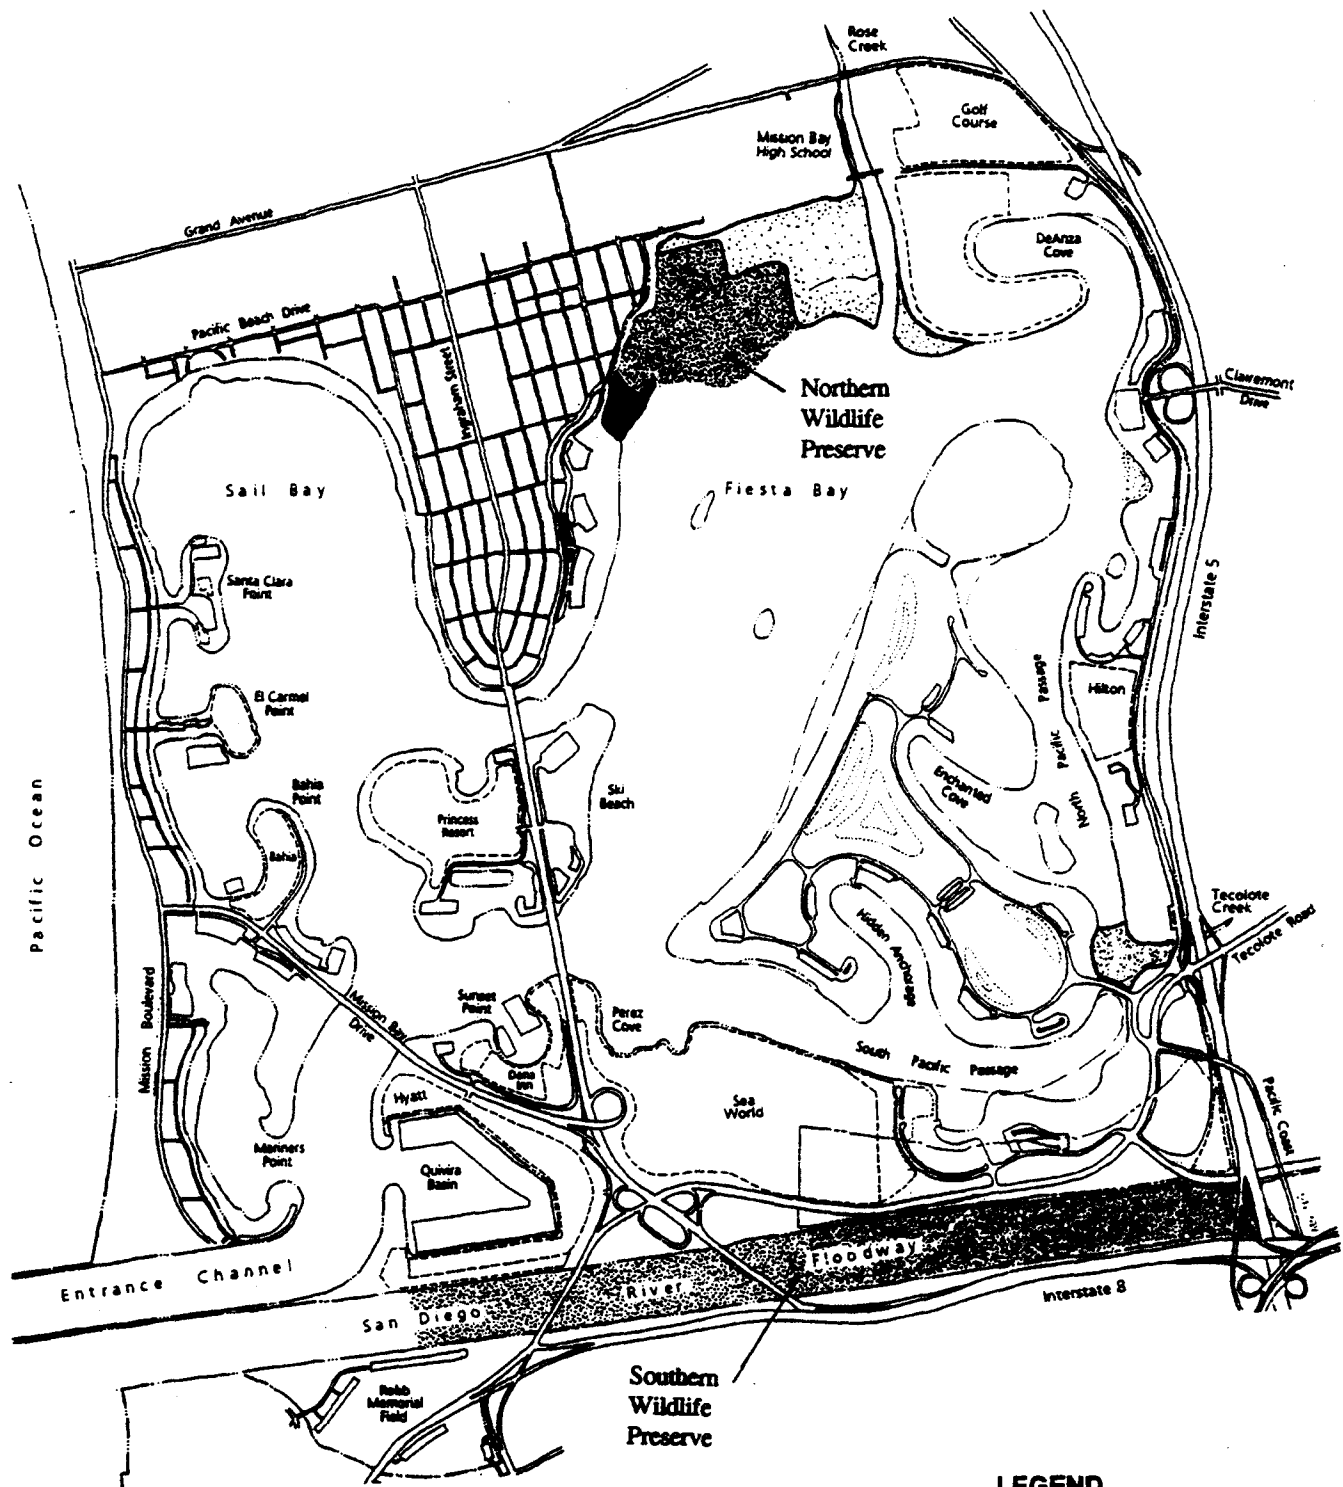 Rose
Creek
Golf
Course
Mission Bay
High School
Grand Avenue
DeAnza
Cove
Pacific Beach Drive
Ingraham Street
Clairemont
Drive
Northern
Wildlife
Preserve
Sail Bay
Fiesta Bay
Santa Clara
Point
Interstate 5
El Carmel
Point
North Pacific Passage
Hilton
Pacific Ocean
Bahia
Point
Ski
Beach
Enchanted
Cove
Princess
Resort
Bahia
Tecolote
Creek
Tecolote Road
Hidden Anchorage
Mission Boulevard
Mission Bay
Drive
Sunset
Point
Perez
Cove
South Pacific Passage
Dana
Inn
Hyatt
Sea
World
Pacific Coast
Mariners
Point
Quivira
Basin
Entrance Channel
San Diego River Floodway
Interstate 8
Southern
Wildlife
Preserve
Robb
Memorial
Field
LEGEND